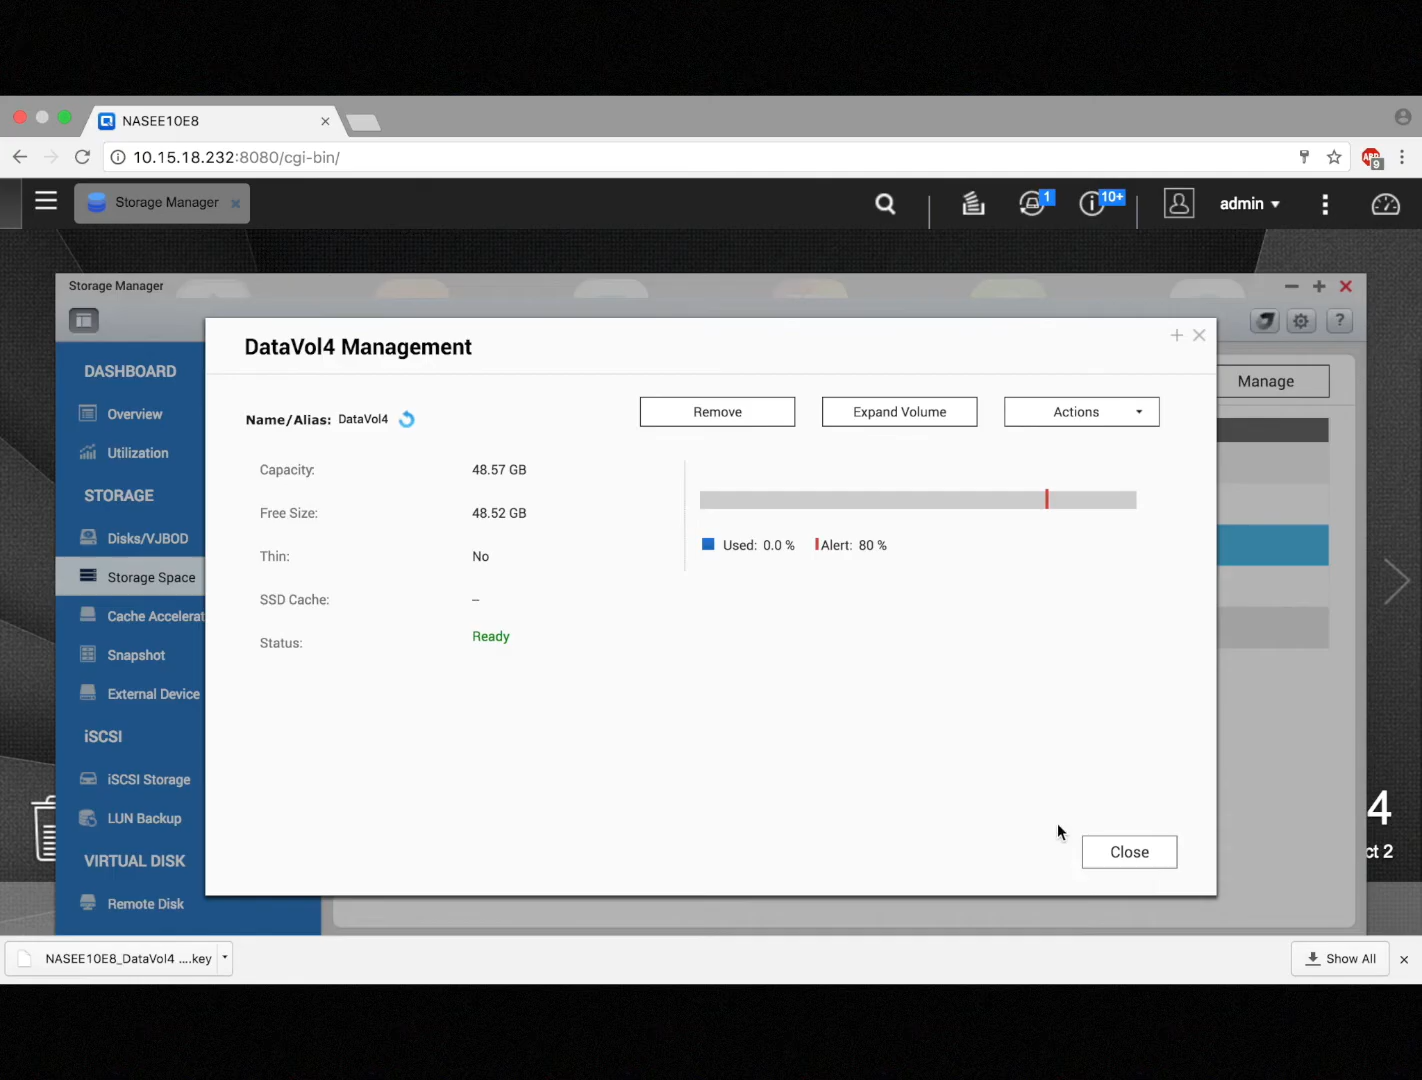 NASEE10E8
10.15.18.232:8080/cgi-bin/
ABP
9
Storage Manager
1
10+
admin
Storage Manager
DataVol4 Management
DASHBOARD
Overview
Utilization
STORAGE
Disks/VJBOD
Storage Space
Cache Accelerat
Snapshot
External Device
iSCSI
iSCSI Storage
LUN Backup
VIRTUAL DISK
Remote Disk
Manage
Name/Alias: DataVol4
Remove
Expand Volume
Actions
Capacity: 48.57 GB
Free Size: 48.52 GB
Thin: No
SSD Cache: --
Status: Ready
Used: 0.0 % Alert: 80 %
Close
4
ct 2
NASEE10E8_DataVol4 ....key
Show All